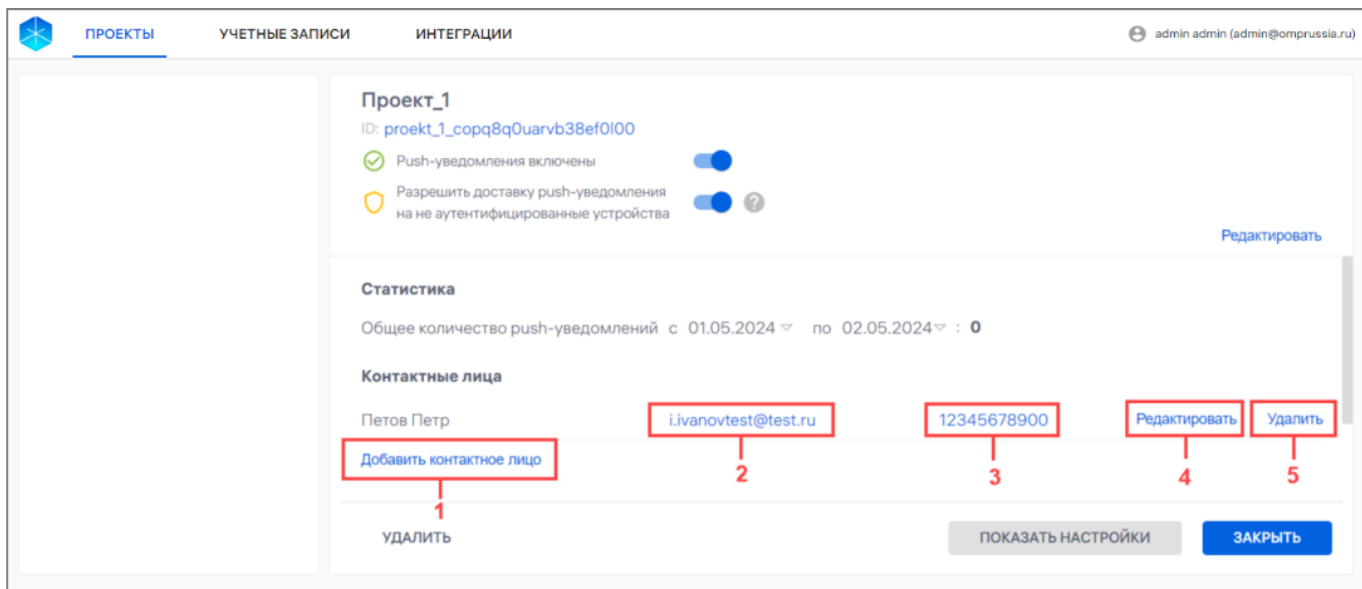 ПРОЕКТЫ УЧЕТНЫЕ ЗАПИСИ ИНТЕГРАЦИИ admin admin (admin@omprussia.ru)
Проект_1
ID: proekt_1_copq8q0uarvb38ef0l00
Push-уведомления включены
Разрешить доставку push-уведомления
на не аутентифицированные устройства ?
Редактировать
Статистика
Общее количество push-уведомлений с 01.05.2024 по 02.05.2024 : 0
Контактные лица
Петов Петр i.ivanovtest@test.ru 12345678900 Редактировать Удалить
Добавить контактное лицо
2 3 4 5
1
УДАЛИТЬ ПОКАЗАТЬ НАСТРОЙКИ ЗАКРЫТЬ